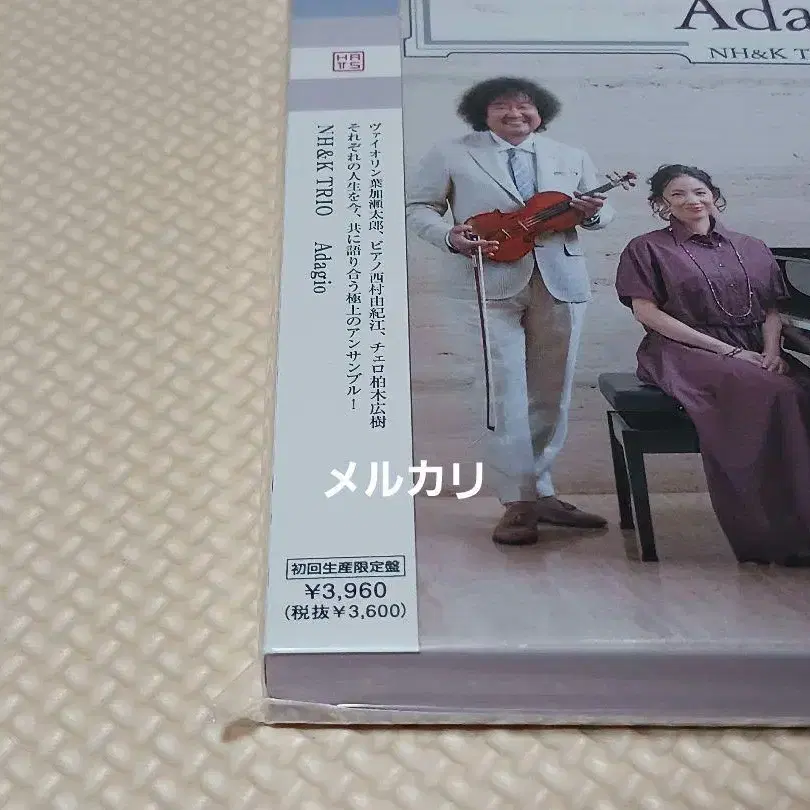 Ada
NH&K T
HATS
ヴァイオリン葉加瀬太郎、ピアノ西村由紀江、チェロ柏木広樹
それぞれの人生を今、共に語り合う極上のアンサンブル！
NH&K TRIO Adagio
メルカリ
初回生産限定盤
¥3,960
(税抜¥3,600)